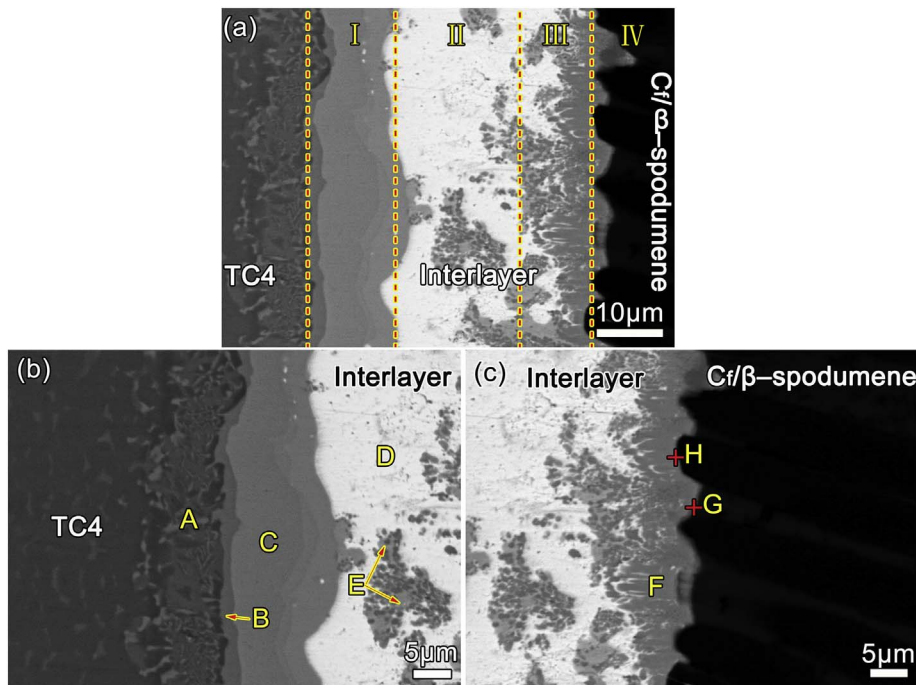 (a)
I
II
III
IV
TC4
Interlayer
Cf/β–spodumene
10μm
(b)
Interlayer
TC4
A
B
C
D
E
5μm
(c)
Interlayer
Cf/β–spodumene
H
G
F
5μm